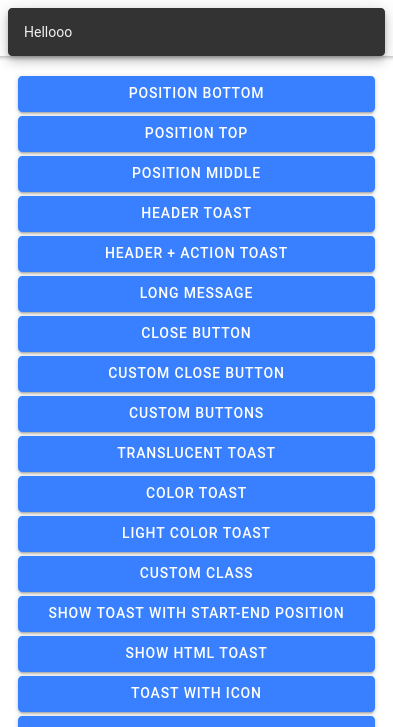 Hellooo
POSITION BOTTOM
POSITION TOP
POSITION MIDDLE
HEADER TOAST
HEADER + ACTION TOAST
LONG MESSAGE
CLOSE BUTTON
CUSTOM CLOSE BUTTON
CUSTOM BUTTONS
TRANSLUCENT TOAST
COLOR TOAST
LIGHT COLOR TOAST
CUSTOM CLASS
SHOW TOAST WITH START-END POSITION
SHOW HTML TOAST
TOAST WITH ICON